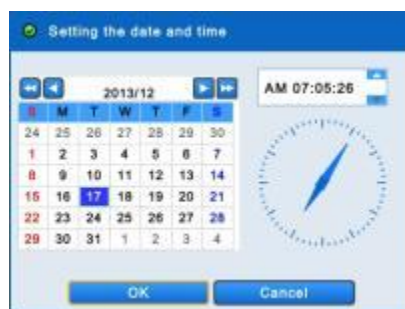 Setting the date and time
2013/12
AM 07:05:26
S M T W T F S
24 25 26 27 28 29 30
1 2 3 4 5 6 7
8 9 10 11 12 13 14
15 16 17 18 19 20 21
22 23 24 25 26 27 28
29 30 31 1 2 3 4
OK
Cancel